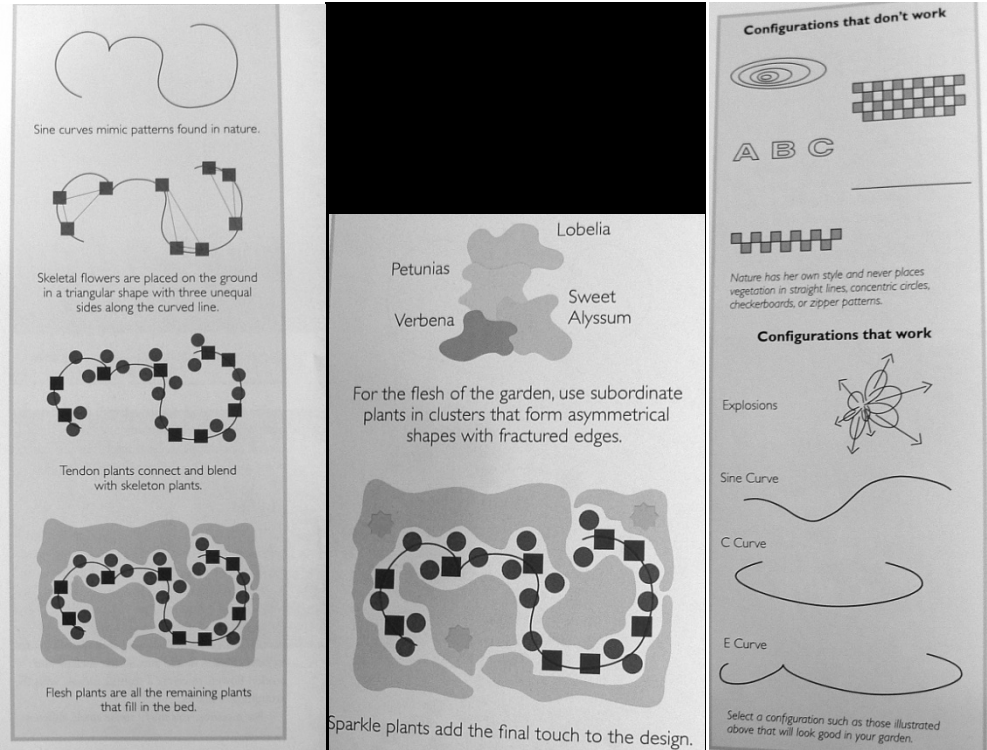 Sine curves mimic patterns found in nature.
Skeletal flowers are placed on the ground
in a triangular shape with three unequal
sides along the curved line.
Tendon plants connect and blend
with skeleton plants.
Flesh plants are all the remaining plants
that fill in the bed.
Lobelia
Petunias
Sweet
Alyssum
Verbena
For the flesh of the garden, use subordinate
plants in clusters that form asymmetrical
shapes with fractured edges.
Sparkle plants add the final touch to the design.
Configurations that don't work
A B C
Nature has her own style and never places
vegetation in straight lines, concentric circles,
checkerboards, or zipper patterns.
Configurations that work
Explosions
Sine Curve
C Curve
E Curve
Select a configuration such as those illustrated
above that will look good in your garden.